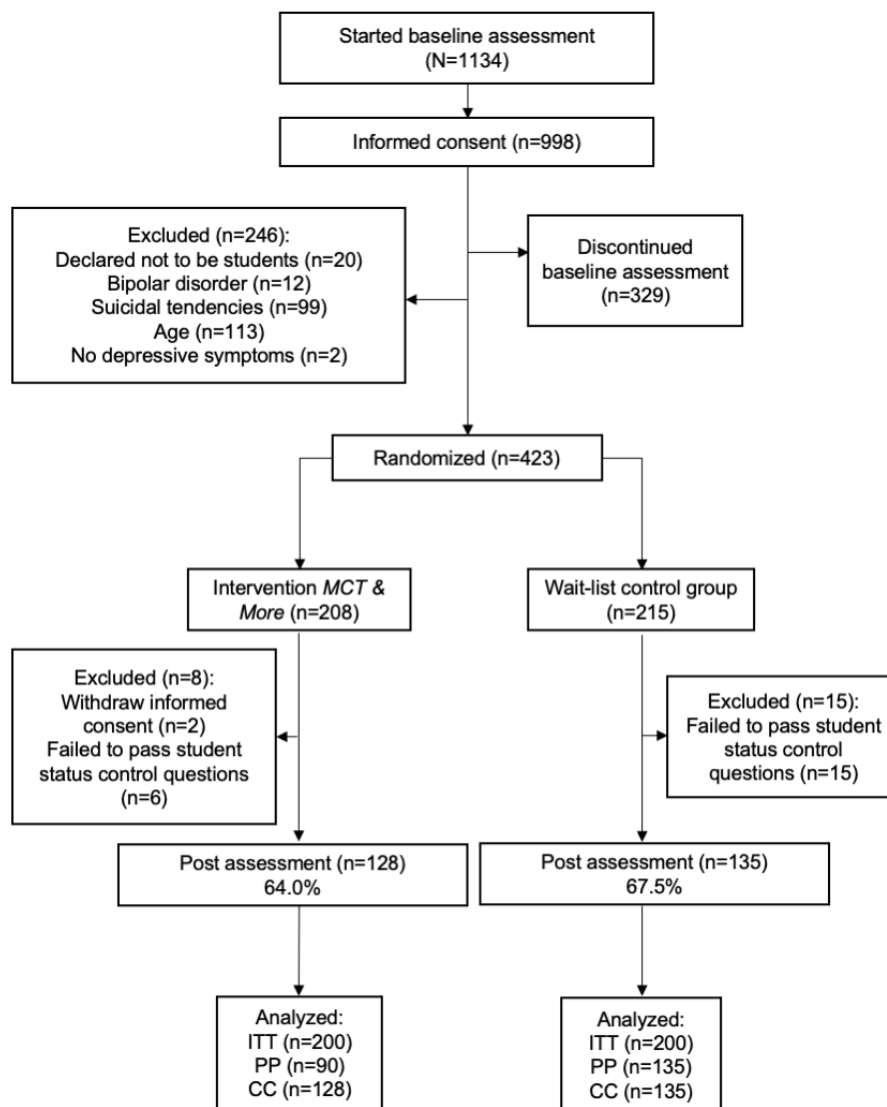 Started baseline assessment
(N=1134)
Informed consent (n=998)
Excluded (n=246):
Declared not to be students (n=20)
Bipolar disorder (n=12)
Suicidal tendencies (n=99)
Age (n=113)
No depressive symptoms (n=2)
Discontinued
baseline assessment
(n=329)
Randomized (n=423)
Intervention MCT &
More (n=208)
Wait-list control group
(n=215)
Excluded (n=8):
Withdraw informed
consent (n=2)
Failed to pass student
status control questions
(n=6)
Excluded (n=15):
Failed to pass student
status control
questions (n=15)
Post assessment (n=128)
64.0%
Post assessment (n=135)
67.5%
Analyzed:
ITT (n=200)
PP (n=90)
CC (n=128)
Analyzed:
ITT (n=200)
PP (n=135)
CC (n=135)